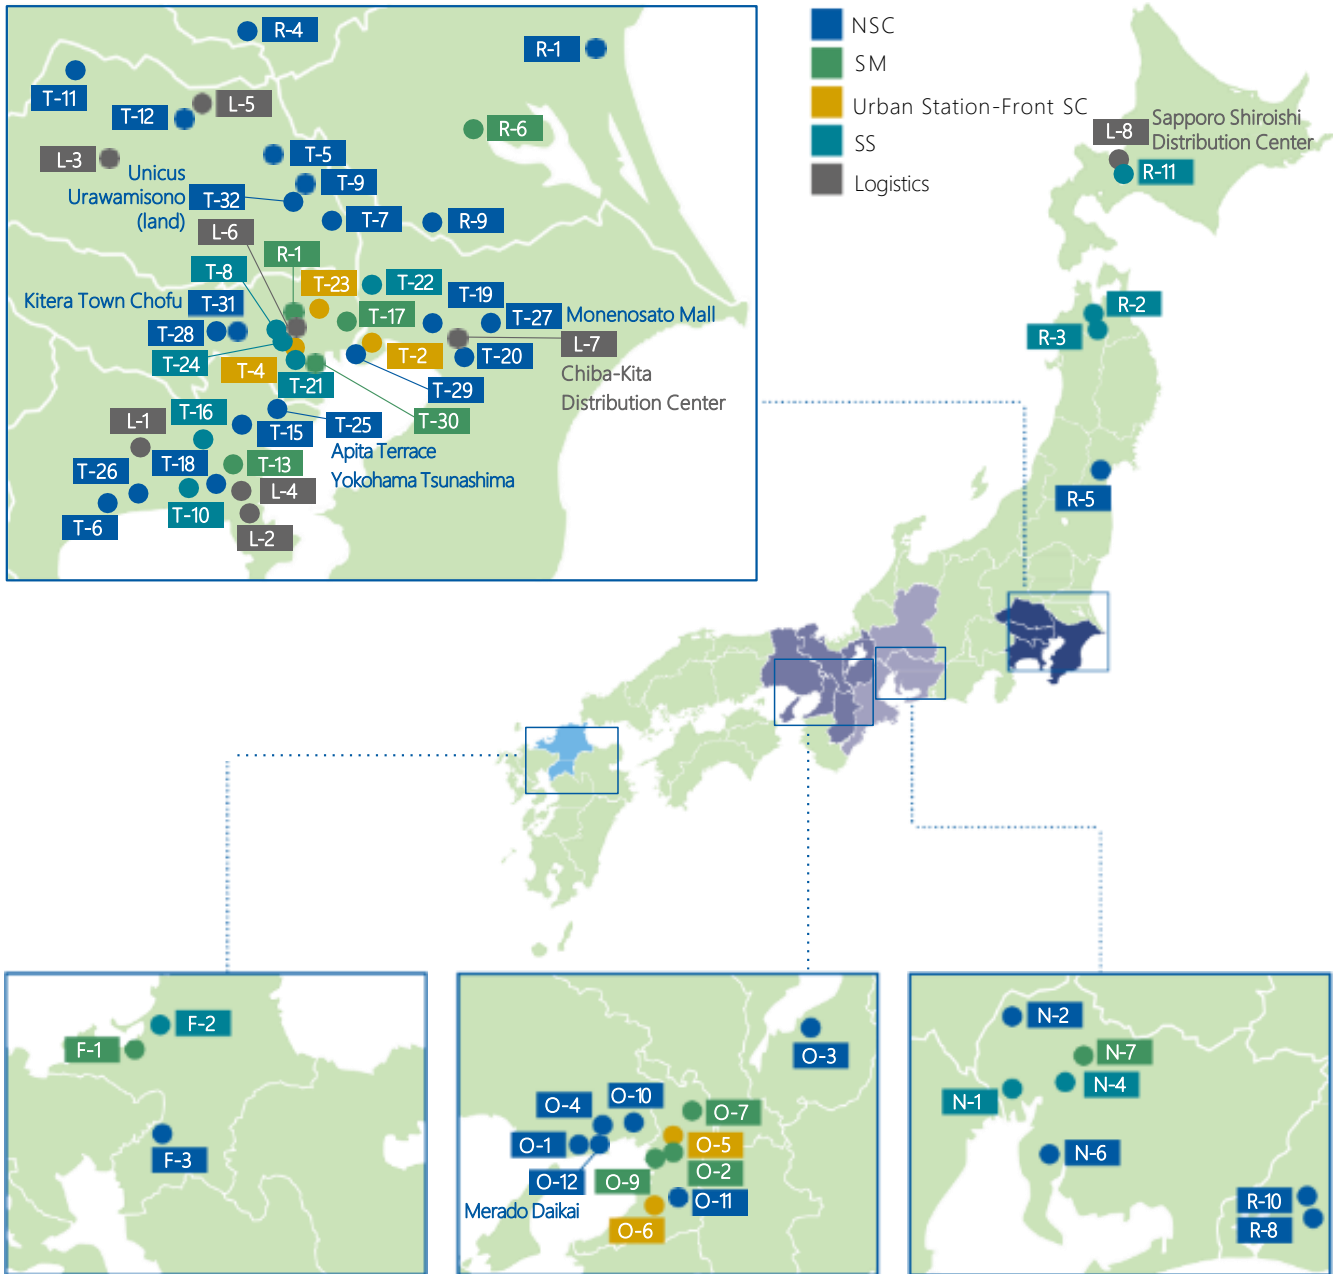 NSC
SM
Urban Station-Front SC
SS
Logistics
R-4
R-1
T-11
L-5
T-12
R-6
L-3
T-5
Unicus
Urawamisono
(land)
T-9
T-32
T-7
R-9
L-6
R-1
T-8
T-23
T-22
T-19
Kitera Town Chofu
T-31
T-17
T-27
Monenosato Mall
T-28
T-24
T-4
T-2
T-20
L-7
Chiba-Kita
Distribution Center
T-21
T-29
T-30
T-16
L-1
T-15
T-25
Apita Terrace
Yokohama Tsunashima
T-26
T-18
T-13
L-4
T-6
T-10
L-2
L-8
Sapporo Shiroishi
Distribution Center
R-11
R-2
R-3
R-5
F-2
F-1
F-3
O-3
O-10
O-4
O-7
O-1
O-5
O-12
O-9
O-2
Merado Daikai
O-11
O-6
N-2
N-7
N-4
N-1
N-6
R-10
R-8